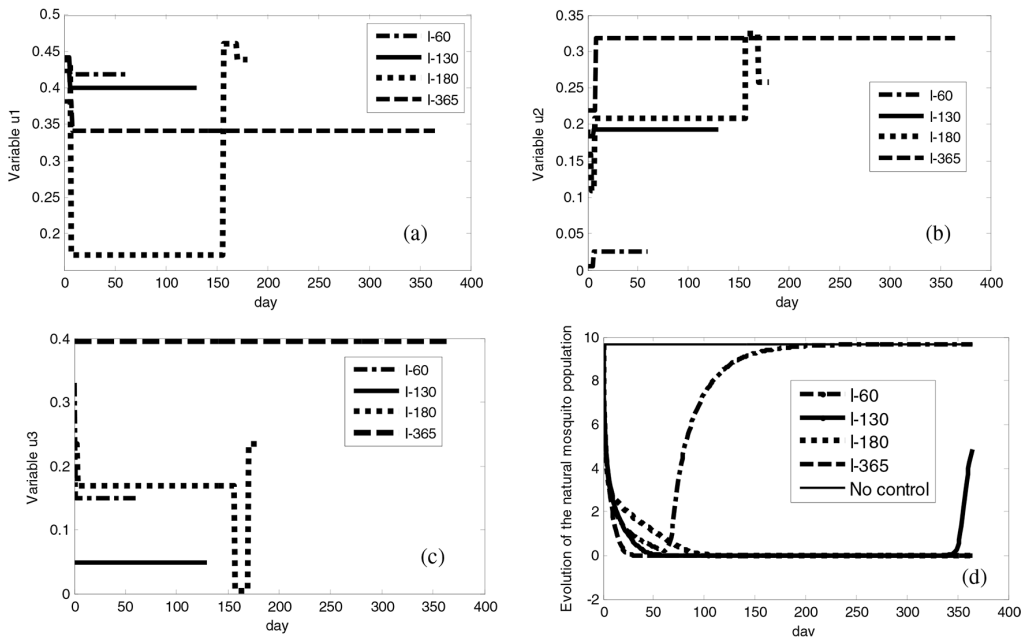 0.5
0.45
0.4
0.35
0.3
0.25
0.2
Variable u1
0 50 100 150 200 250 300 350 400
day
I-60
I-130
I-180
I-365
(a)
0.35
0.3
0.25
0.2
0.15
0.1
0.05
0
Variable u2
0 50 100 150 200 250 300 350 400
day
I-60
I-130
I-180
I-365
(b)
0.4
0.3
0.2
0.1
0
Variable u3
0 50 100 150 200 250 300 350 400
day
I-60
I-130
I-180
I-365
(c)
10
8
6
4
2
0
-2
Evolution of the natural mosquito population
0 50 100 150 200 250 300 350 400
day
I-60
I-130
I-180
I-365
No control
(d)